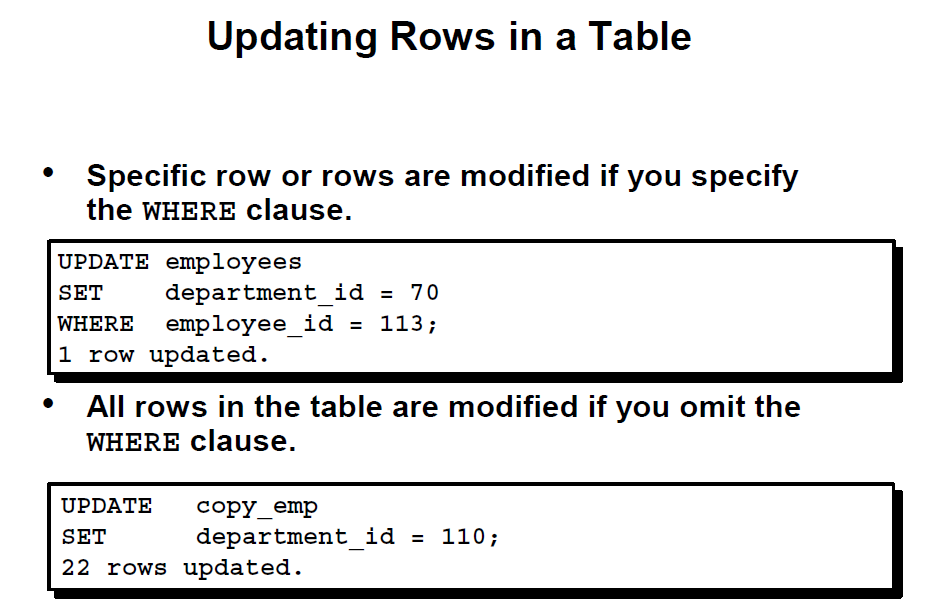 Updating Rows in a Table
• Specific row or rows are modified if you specify
the WHERE clause.
UPDATE employees
SET    department_id = 70
WHERE  employee_id = 113;
1 row updated.
• All rows in the table are modified if you omit the
WHERE clause.
UPDATE   copy_emp
SET      department_id = 110;
22 rows updated.